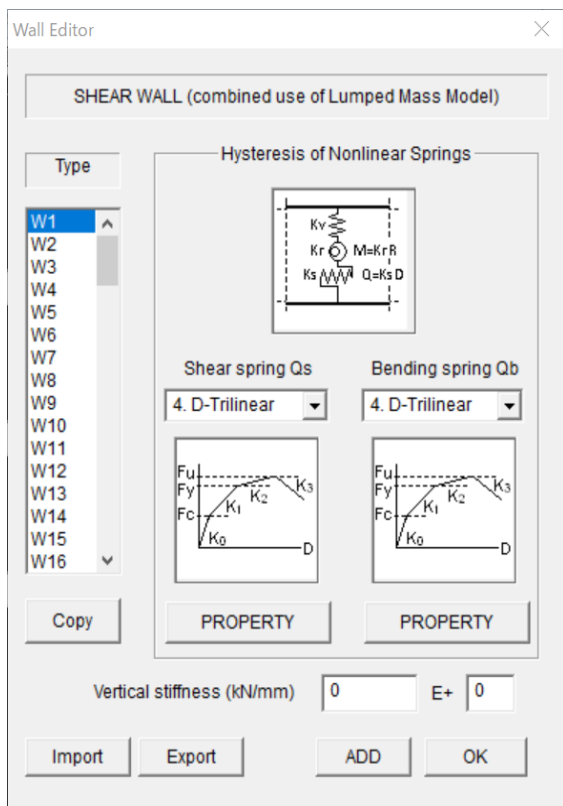 Wall Editor
SHEAR WALL (combined use of Lumped Mass Model)
Type
Hysteresis of Nonlinear Springs
W1
W2
W3
W4
W5
W6
W7
W8
W9
W10
W11
W12
W13
W14
W15
W16
Kv
Kr M=KrR
Ks Q=KsD
Shear spring Qs
Bending spring Qb
4. D-Trilinear
4. D-Trilinear
Fu
Fy
Fc
K0
K1
K2
K3
D
Fu
Fy
Fc
K0
K1
K2
K3
D
Copy
PROPERTY
PROPERTY
Vertical stiffness (kN/mm) 0 E+ 0
Import
Export
ADD
OK